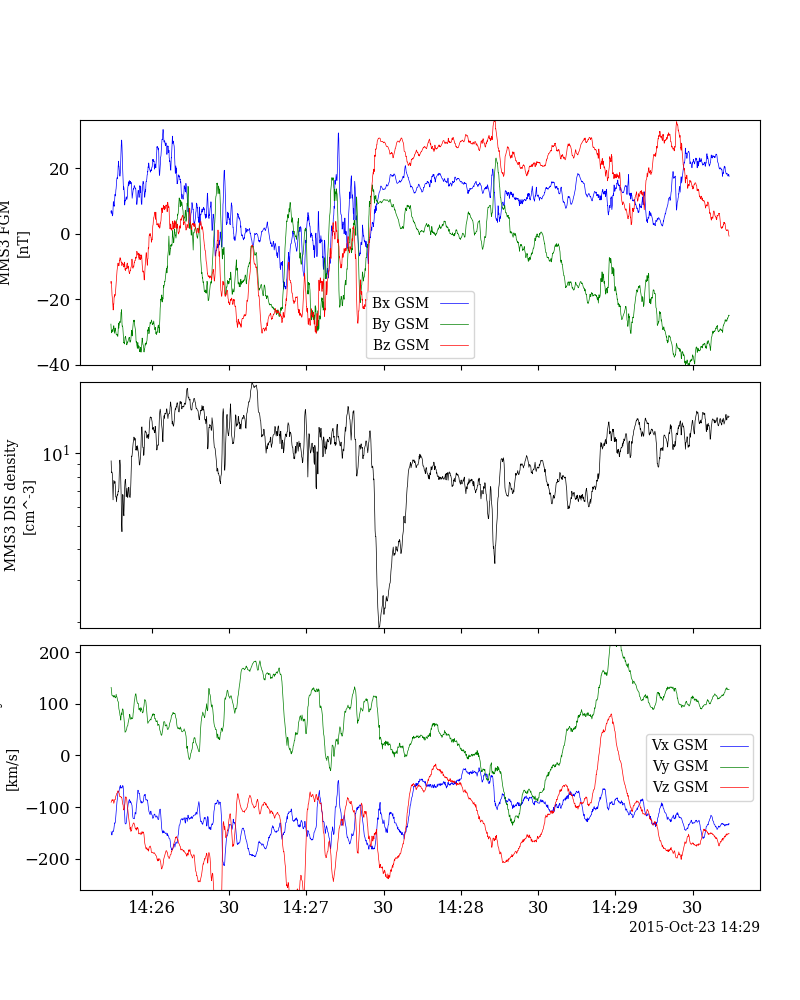 MMS3 FGM
[nT]
20
0
−20
−40
Bx GSM
By GSM
Bz GSM
MMS3 DIS density
[cm^-3]
10^1
[km/s]
200
100
0
−100
−200
Vx GSM
Vy GSM
Vz GSM
14:26 30 14:27 30 14:28 30 14:29 30
2015-Oct-23 14:29